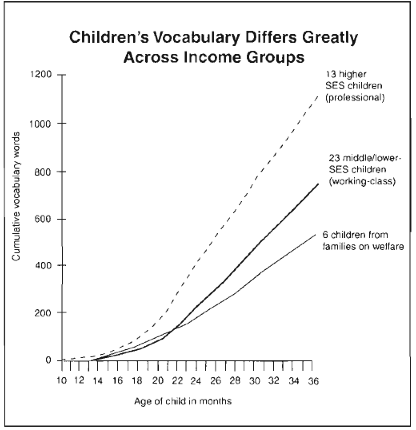 Children's Vocabulary Differs Greatly
Across Income Groups
1200
1000
800
600
400
200
0
Cumulative vocabulary words
13 higher
SES children
(professional)
23 middle/lower-
SES children
(working-class)
6 children from
families on welfare
10 12 14 16 18 20 22 24 26 28 30 31 32 34 36
Age of child in months